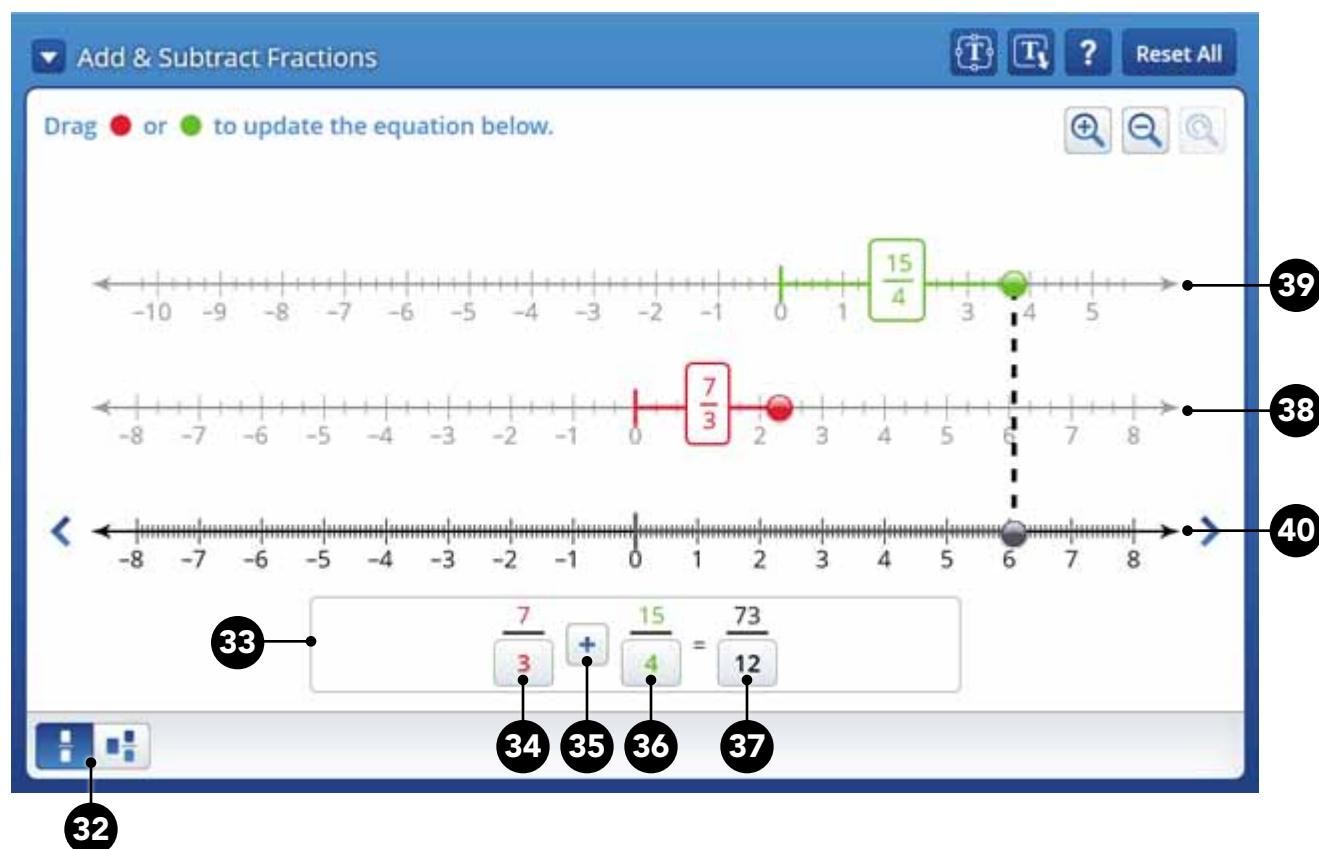 Add & Subtract Fractions T T ? Reset All
Drag or to update the equation below.
15
4
-10 -9 -8 -7 -6 -5 -4 -3 -2 -1 0 1 3 4 5
39
7
3
-8 -7 -6 -5 -4 -3 -2 -1 0 2 3 4 5 6 7 8
38
-8 -7 -6 -5 -4 -3 -2 -1 0 1 2 3 4 5 6 7 8
40
33
7 15 73
3 + 4 = 12
34 35 36 37
32